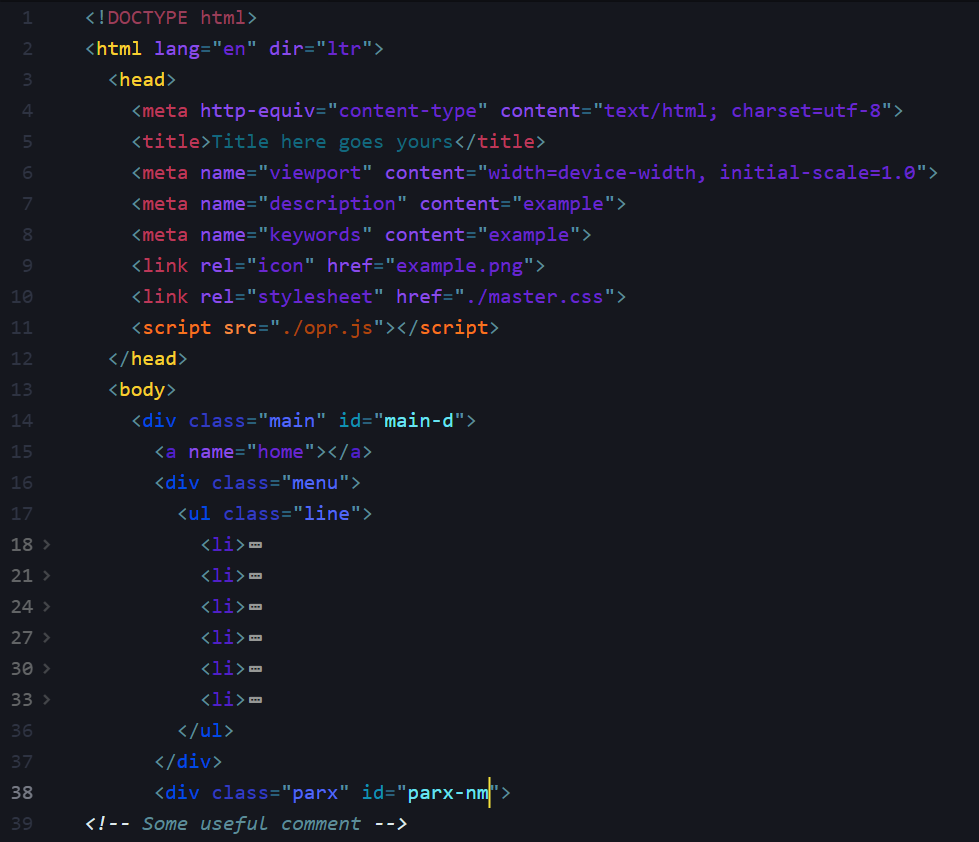 1 <!DOCTYPE html>
2 <html lang="en" dir="ltr">
3 <head>
4 <meta http-equiv="content-type" content="text/html; charset=utf-8">
5 <title>Title here goes yours</title>
6 <meta name="viewport" content="width=device-width, initial-scale=1.0">
7 <meta name="description" content="example">
8 <meta name="keywords" content="example">
9 <link rel="icon" href="example.png">
10 <link rel="stylesheet" href="./master.css">
11 <script src="./opr.js"></script>
12 </head>
13 <body>
14 <div class="main" id="main-d">
15 <a name="home"></a>
16 <div class="menu">
17 <ul class="line">
18 <li>
21 <li>
24 <li>
27 <li>
30 <li>
33 <li>
36 </ul>
37 </div>
38 <div class="parx" id="parx-nm">
39 <!-- Some useful comment -->